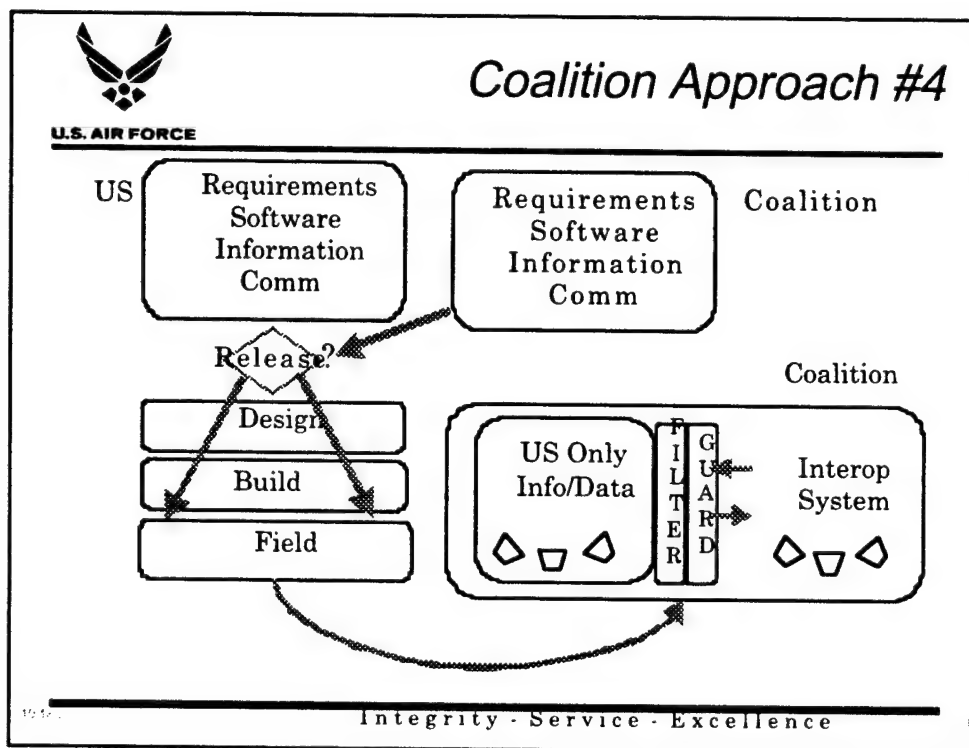 Coalition Approach #4
U.S. AIR FORCE
US
Requirements
Software
Information
Comm
Requirements
Software
Information
Comm
Coalition
Release?
Design
Build
Field
Coalition
US Only
Info/Data
FILTER
GUARD
Interop
System
Integrity - Service - Excellence